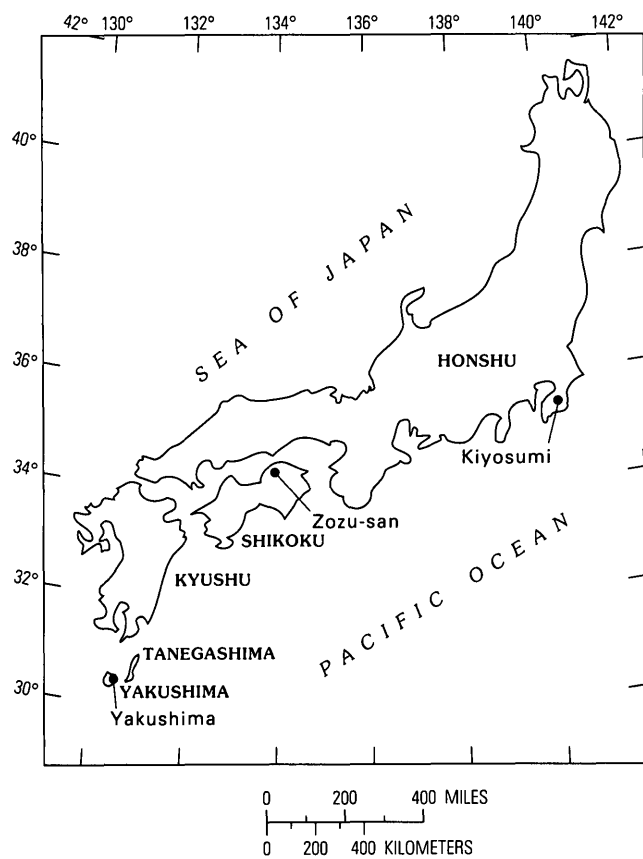 42° 130° 132° 134° 136° 138° 140° 142°
40°
38°
36°
34°
32°
30°
SEA OF JAPAN
HONSHU
Kiyosumi
Zozu-san
SHIKOKU
KYUSHU
PACIFIC OCEAN
TANEGASHIMA
YAKUSHIMA
Yakushima
0 200 400 MILES
0 200 400 KILOMETERS